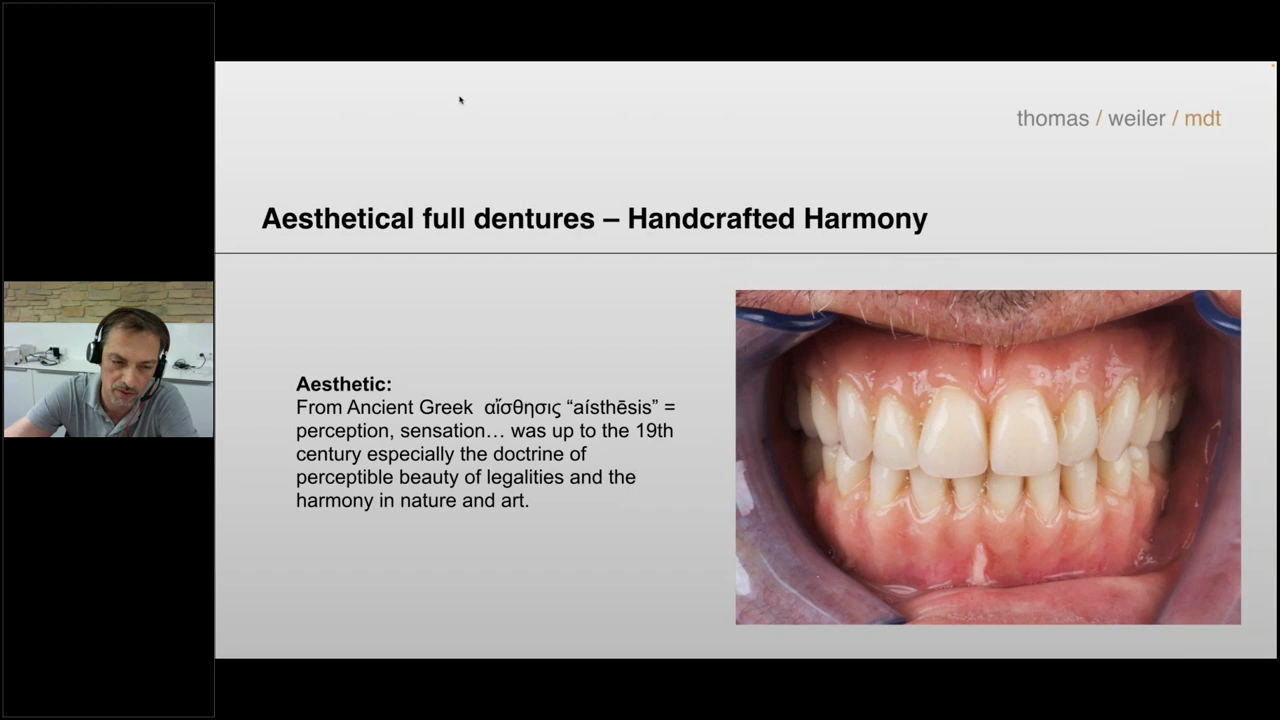 thomas / weiler / mdt
Aesthetical full dentures – Handcrafted Harmony
Aesthetic:
From Ancient Greek αἴσθησις “aísthēsis” =
perception, sensation… was up to the 19th
century especially the doctrine of
perceptible beauty of legalities and the
harmony in nature and art.